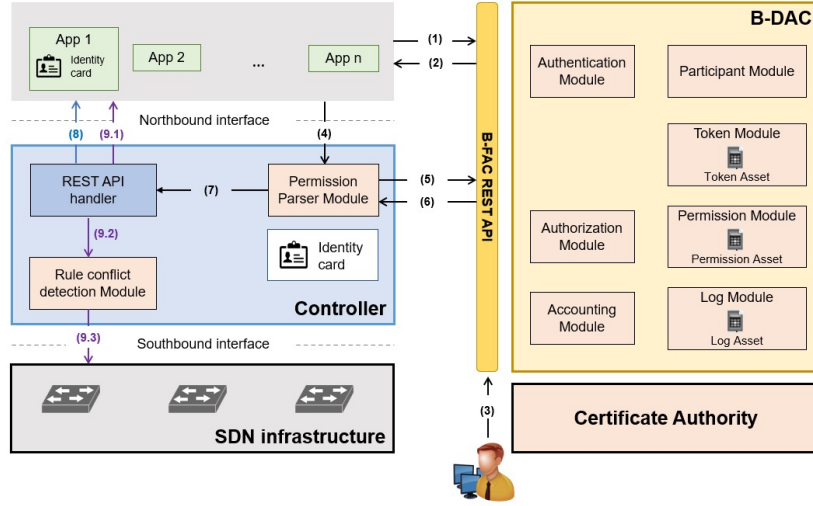 App 1
Identity
card
App 2
...
App n
(1)
(2)
(8)
(9.1)
Northbound interface
(4)
REST API
handler
(7)
Permission
Parser Module
(5)
(6)
(9.2)
Identity
card
Rule conflict
detection Module
Controller
(9.3)
Southbound interface
SDN infrastructure
B-FAC REST API
(3)
B-DAC
Authentication
Module
Participant Module
Token Module
Token Asset
Authorization
Module
Permission Module
Permission Asset
Accounting
Module
Log Module
Log Asset
Certificate Authority